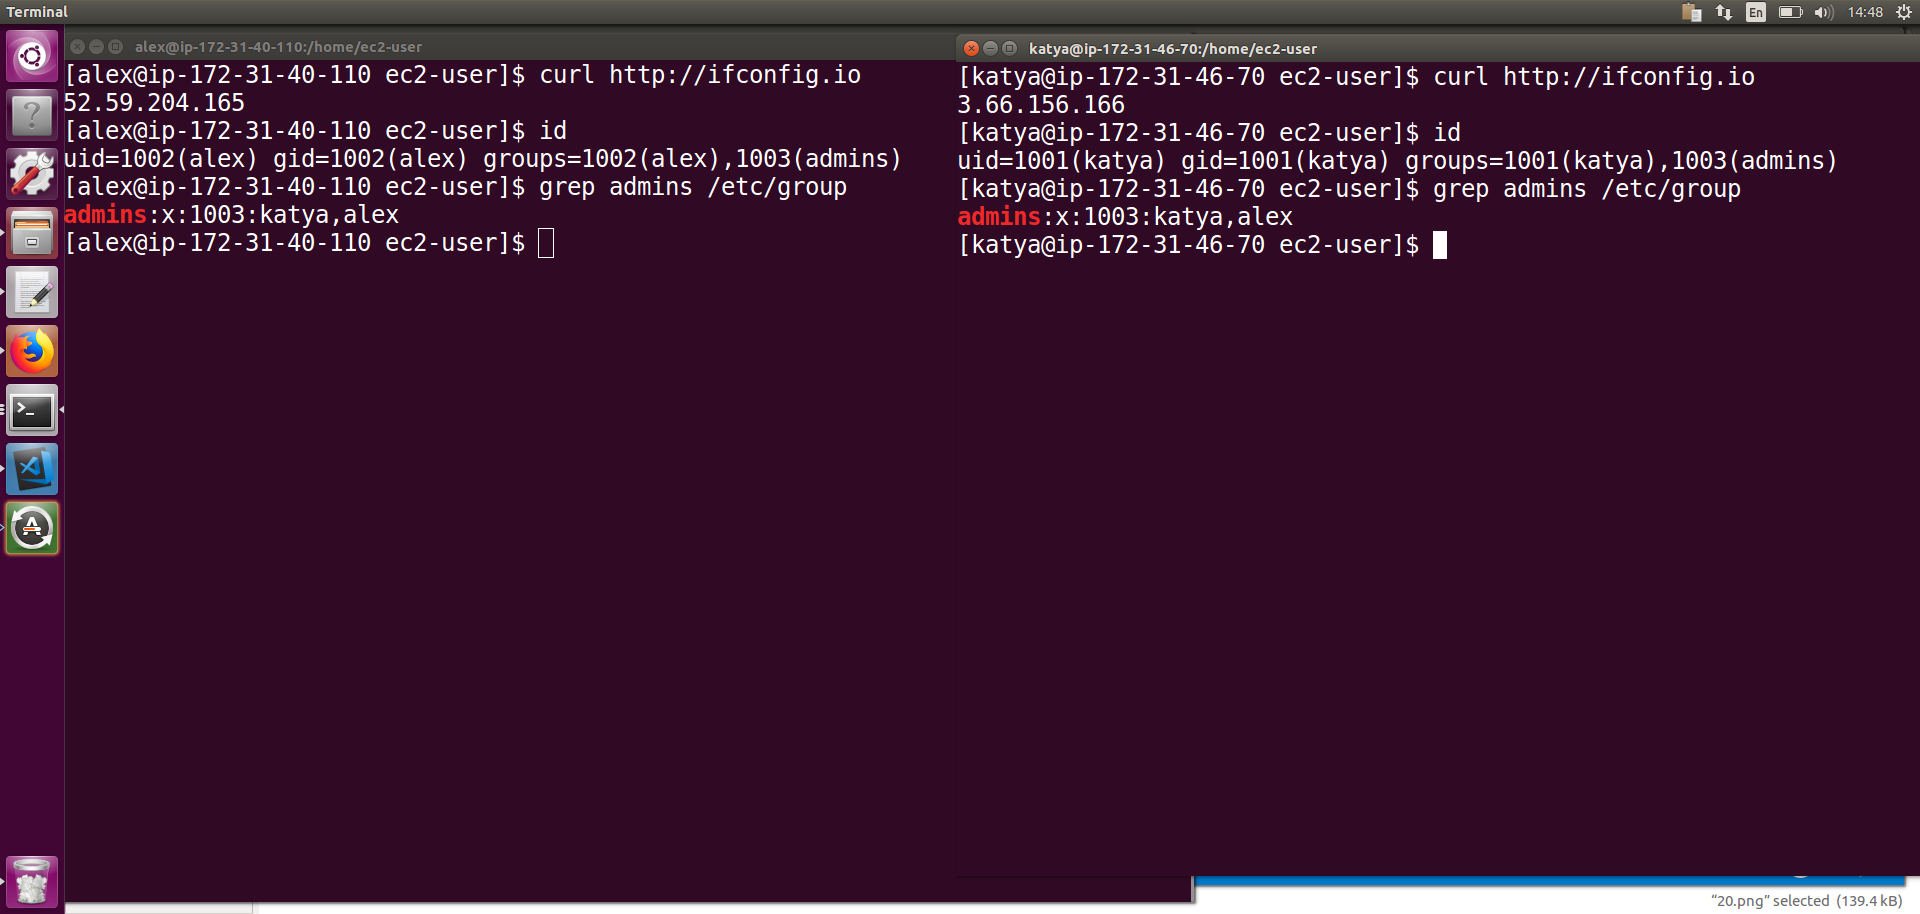 Terminal
En
14:48
alex@ip-172-31-40-110:/home/ec2-user
[alex@ip-172-31-40-110 ec2-user]$ curl http://ifconfig.io
52.59.204.165
[alex@ip-172-31-40-110 ec2-user]$ id
uid=1002(alex) gid=1002(alex) groups=1002(alex),1003(admins)
[alex@ip-172-31-40-110 ec2-user]$ grep admins /etc/group
admins:x:1003:katya,alex
[alex@ip-172-31-40-110 ec2-user]$
katya@ip-172-31-46-70:/home/ec2-user
[katya@ip-172-31-46-70 ec2-user]$ curl http://ifconfig.io
3.66.156.166
[katya@ip-172-31-46-70 ec2-user]$ id
uid=1001(katya) gid=1001(katya) groups=1001(katya),1003(admins)
[katya@ip-172-31-46-70 ec2-user]$ grep admins /etc/group
admins:x:1003:katya,alex
[katya@ip-172-31-46-70 ec2-user]$
“20.png” selected (139.4 kB)